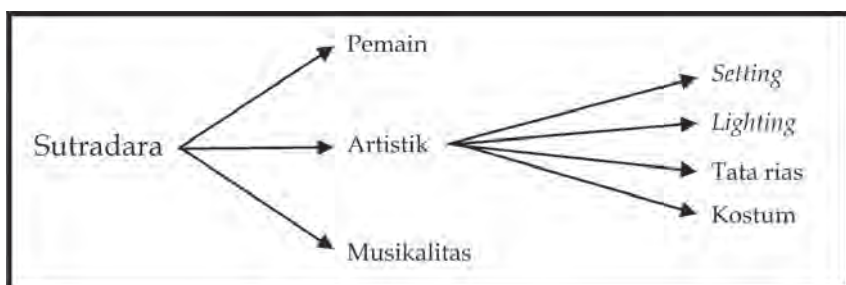 Sutradara
Pemain
Artistik
Musikalitas
Setting
Lighting
Tata rias
Kostum